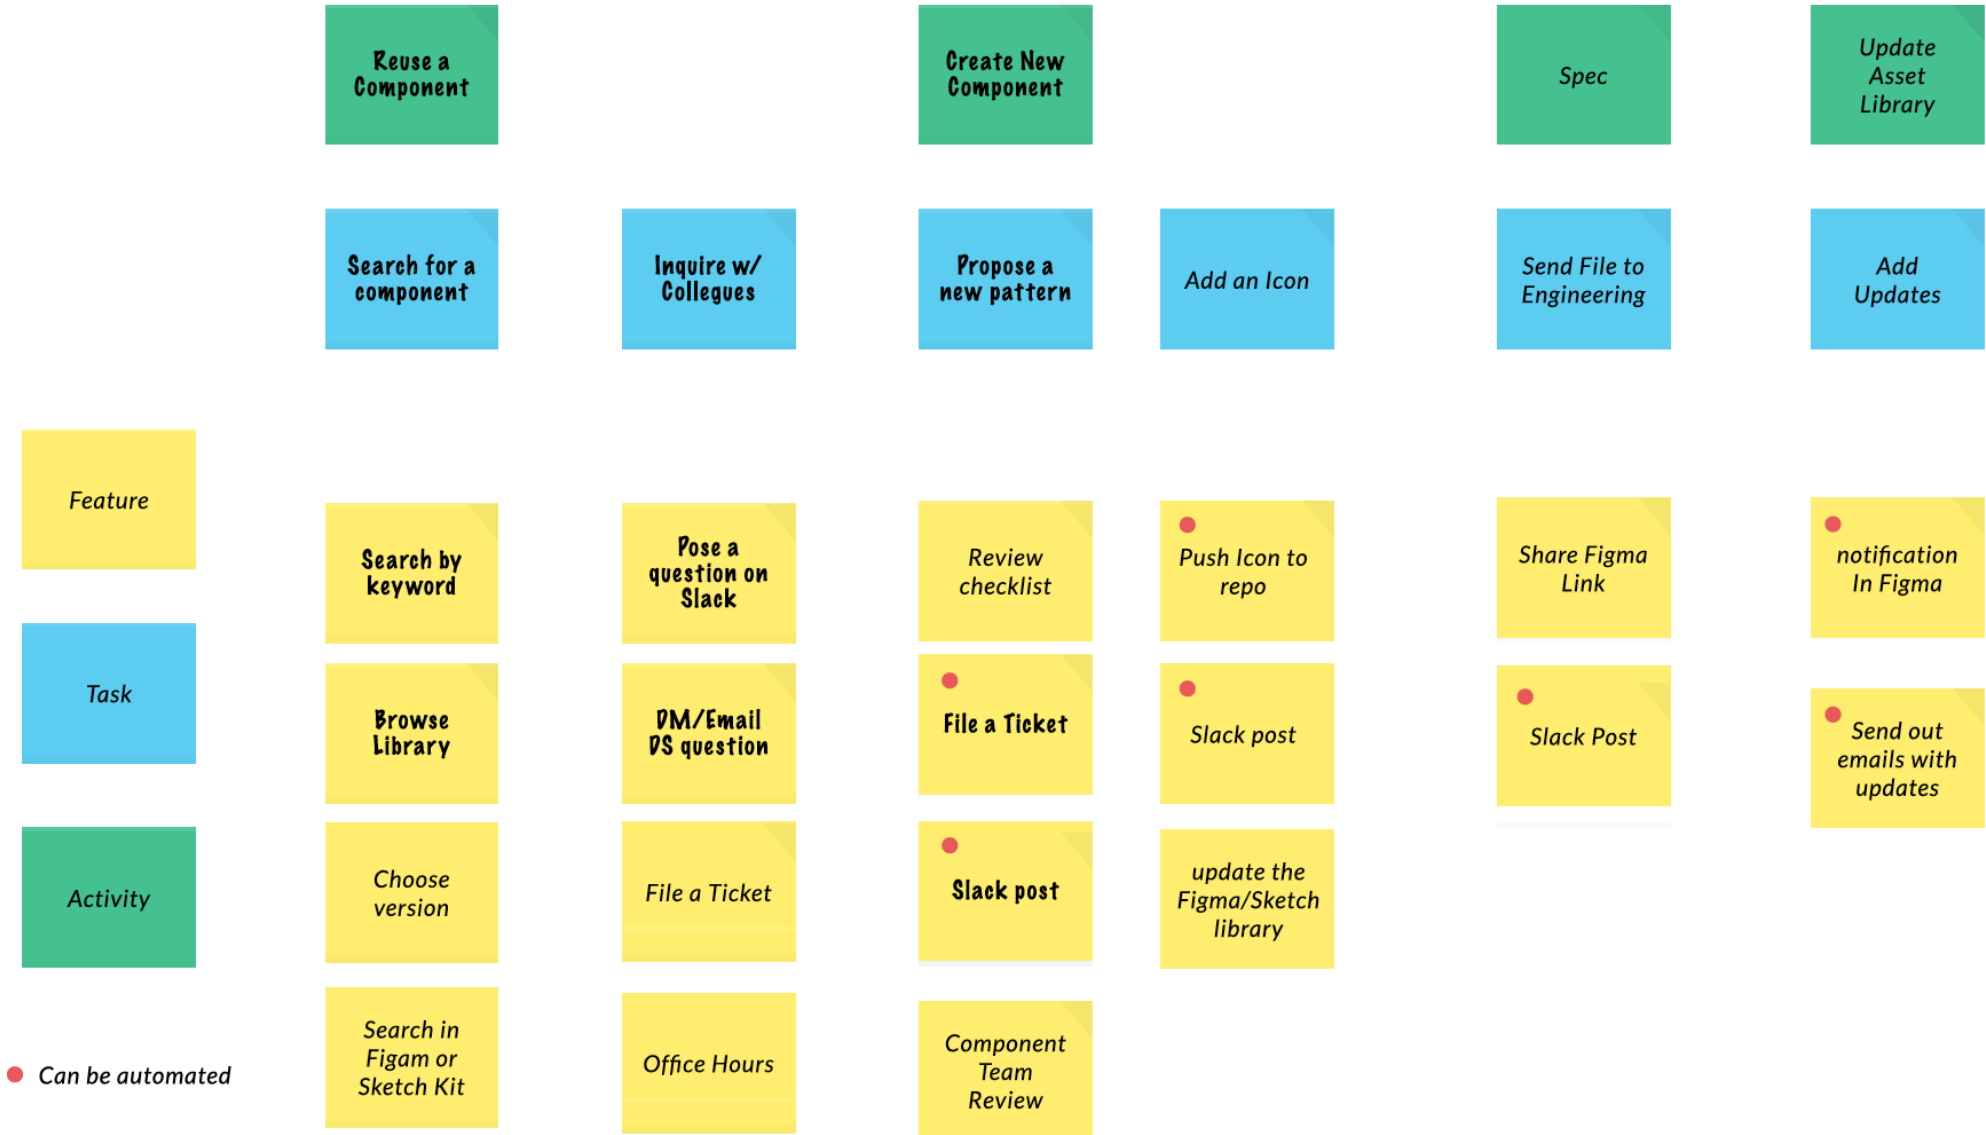 Reuse a
Component
Create New
Component
Spec
Update
Asset
Library
Search for a
component
Inquire w/
Collegues
Propose a
new pattern
Add an Icon
Send File to
Engineering
Add
Updates
Feature
Task
Activity
Can be automated
Search by
keyword
Browse
Library
Choose
version
Search in
Figam or
Sketch Kit
Pose a
question on
Slack
DM/Email
DS question
File a Ticket
Office Hours
Review
checklist
File a Ticket
Slack post
Component
Team
Review
Push Icon to
repo
Slack post
update the
Figma/Sketch
library
Share Figma
Link
Slack Post
notification
In Figma
Send out
emails with
updates